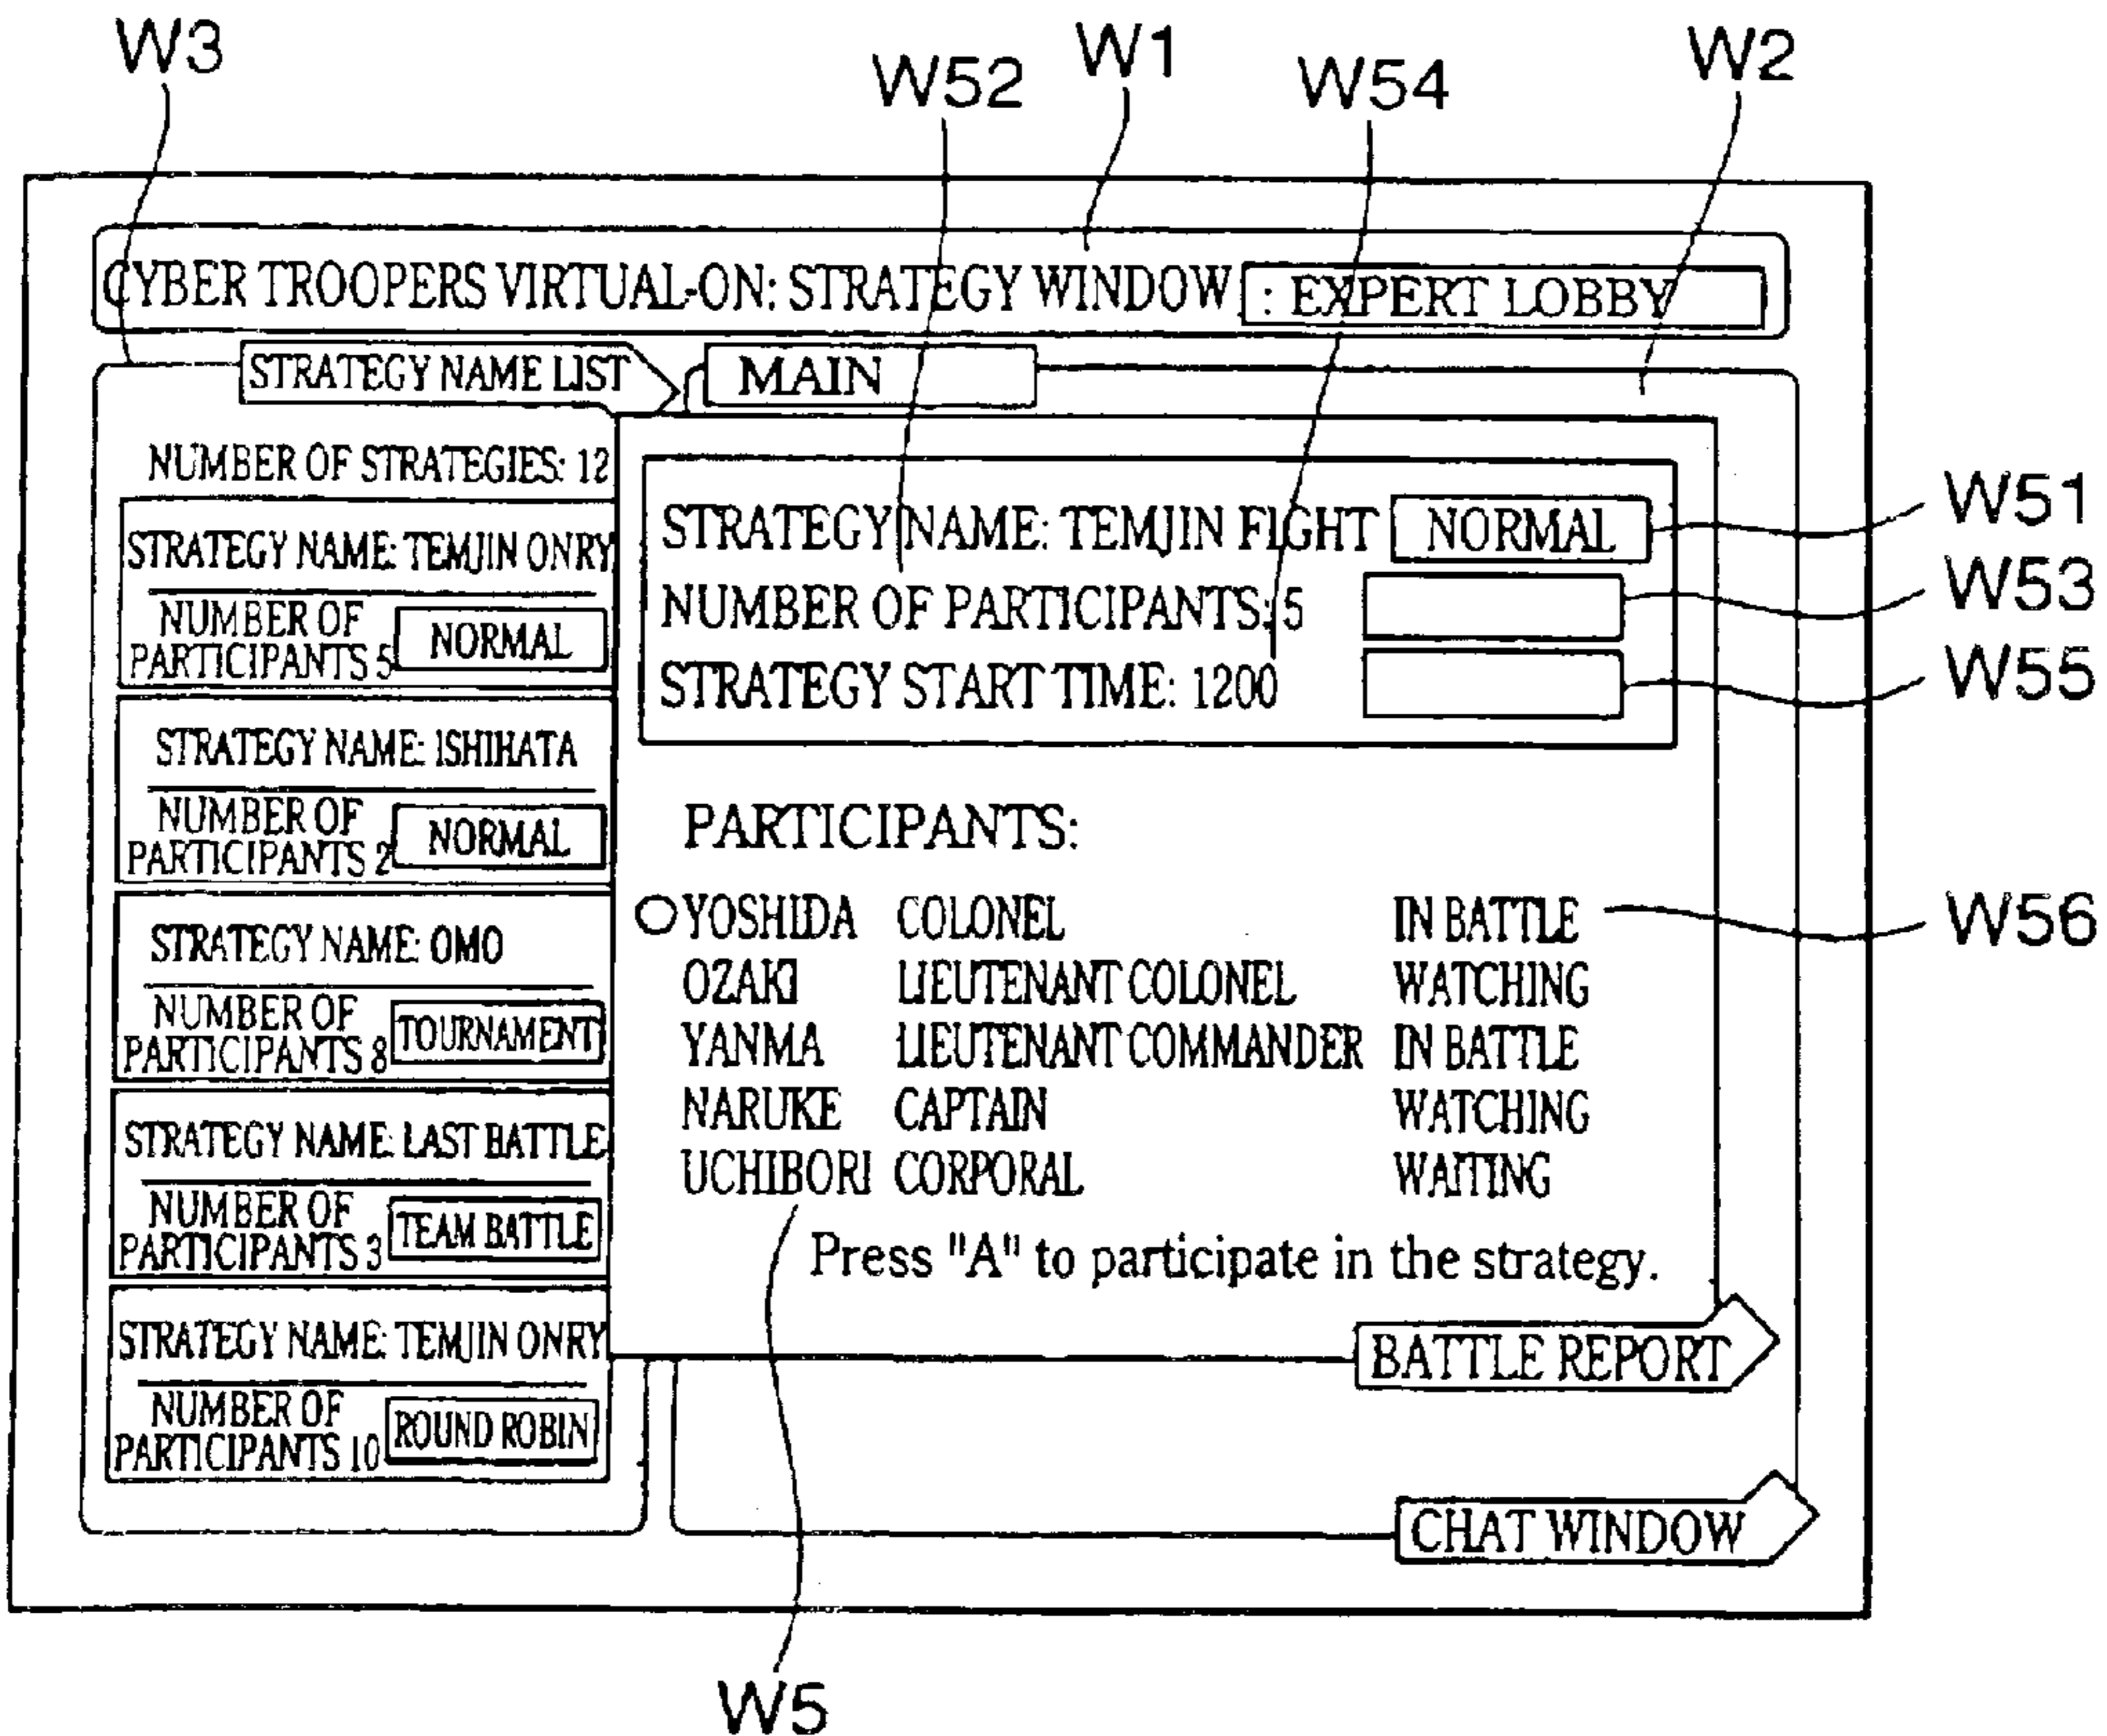 W3
W52
W1
W54
W2
CYBER TROOPERS VIRTUAL-ON: STRATEGY WINDOW : EXPERT LOBBY
STRATEGY NAME LIST
MAIN
NUMBER OF STRATEGIES: 12
STRATEGY NAME: TEMJIN ONRY
NUMBER OF
PARTICIPANTS 5
NORMAL
STRATEGY NAME: ISHIHATA
NUMBER OF
PARTICIPANTS 2
NORMAL
STRATEGY NAME: OMO
NUMBER OF
PARTICIPANTS 8
TOURNAMENT
STRATEGY NAME: LAST BATTLE
NUMBER OF
PARTICIPANTS 3
TEAM BATTLE
STRATEGY NAME: TEMJIN ONRY
NUMBER OF
PARTICIPANTS 10
ROUND ROBIN
STRATEGY NAME: TEMJIN FIGHT NORMAL
NUMBER OF PARTICIPANTS: 5
STRATEGY START TIME: 1200
W51
W53
W55
PARTICIPANTS:
YOSHIDA COLONEL IN BATTLE
OZAKI LIEUTENANT COLONEL WATCHING
YANMA LIEUTENANT COMMANDER IN BATTLE
NARUKE CAPTAIN WATCHING
UCHIBORI CORPORAL WAITING
W56
Press "A" to participate in the strategy.
BATTLE REPORT
CHAT WINDOW
W5